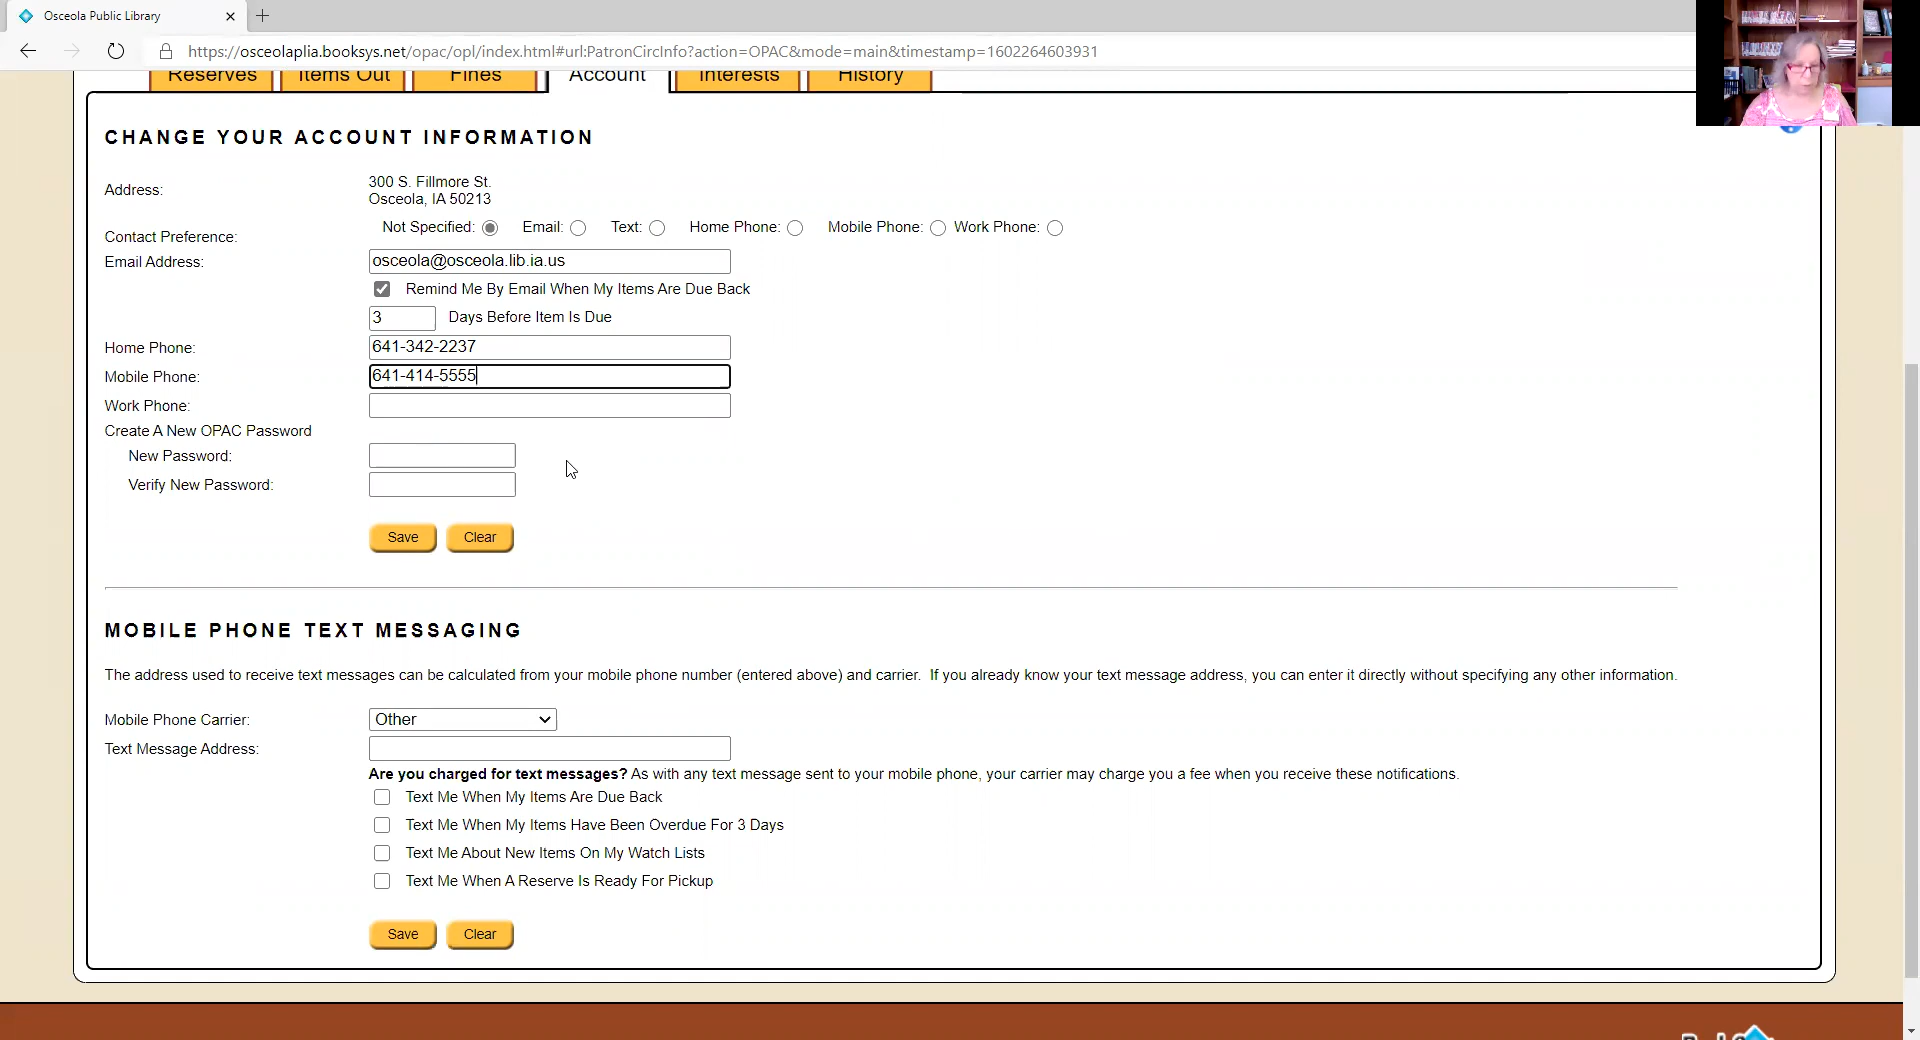 Osceola Public Library
https://osceolaplia.booksys.net/opac/opl/index.html#url:PatronCircInfo?action=OPAC&mode=main&timestamp=1602264603931
Reserves Items Out Fines Account Interests History
CHANGE YOUR ACCOUNT INFORMATION
Address: 300 S. Fillmore St.
Osceola, IA 50213
Contact Preference: Not Specified: Email: Text: Home Phone: Mobile Phone: Work Phone:
Email Address: osceola@osceola.lib.ia.us
Remind Me By Email When My Items Are Due Back
3 Days Before Item Is Due
Home Phone: 641-342-2237
Mobile Phone: 641-414-5555
Work Phone:
Create A New OPAC Password
New Password:
Verify New Password:
Save Clear
MOBILE PHONE TEXT MESSAGING
The address used to receive text messages can be calculated from your mobile phone number (entered above) and carrier. If you already know your text message address, you can enter it directly without specifying any other information.
Mobile Phone Carrier: Other
Text Message Address:
Are you charged for text messages? As with any text message sent to your mobile phone, your carrier may charge you a fee when you receive these notifications.
Text Me When My Items Are Due Back
Text Me When My Items Have Been Overdue For 3 Days
Text Me About New Items On My Watch Lists
Text Me When A Reserve Is Ready For Pickup
Save Clear